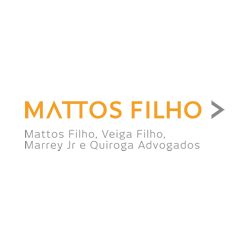 MATTOS FILHO >
Mattos Filho, Veiga Filho,
Marrey Jr e Quiroga Advogados